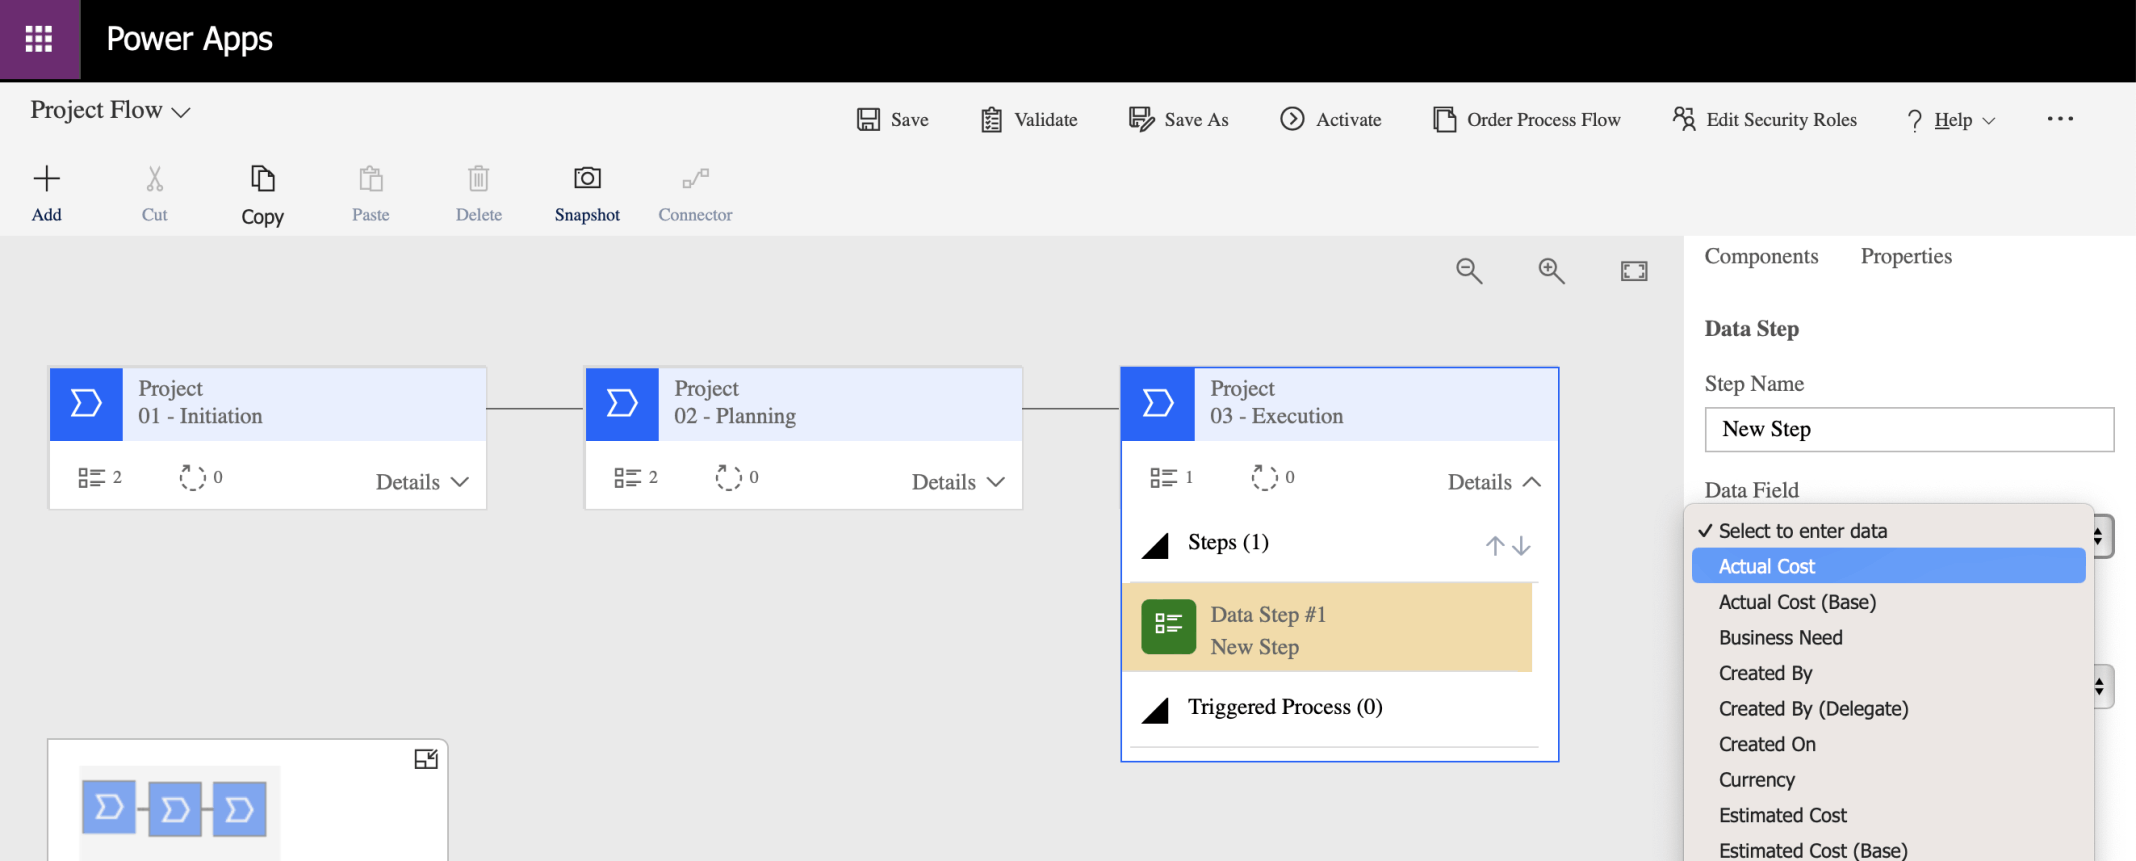 Power Apps
Project Flow
Save
Validate
Save As
Activate
Order Process Flow
Edit Security Roles
? Help
...
Add
Cut
Copy
Paste
Delete
Snapshot
Connector
Components
Properties
Data Step
Step Name
New Step
Data Field
✓ Select to enter data
Actual Cost
Actual Cost (Base)
Business Need
Created By
Created By (Delegate)
Created On
Currency
Estimated Cost
Estimated Cost (Base)
Project
01 - Initiation
2
0
Details
Project
02 - Planning
2
0
Details
Project
03 - Execution
1
0
Details
Steps (1)
Data Step #1
New Step
Triggered Process (0)